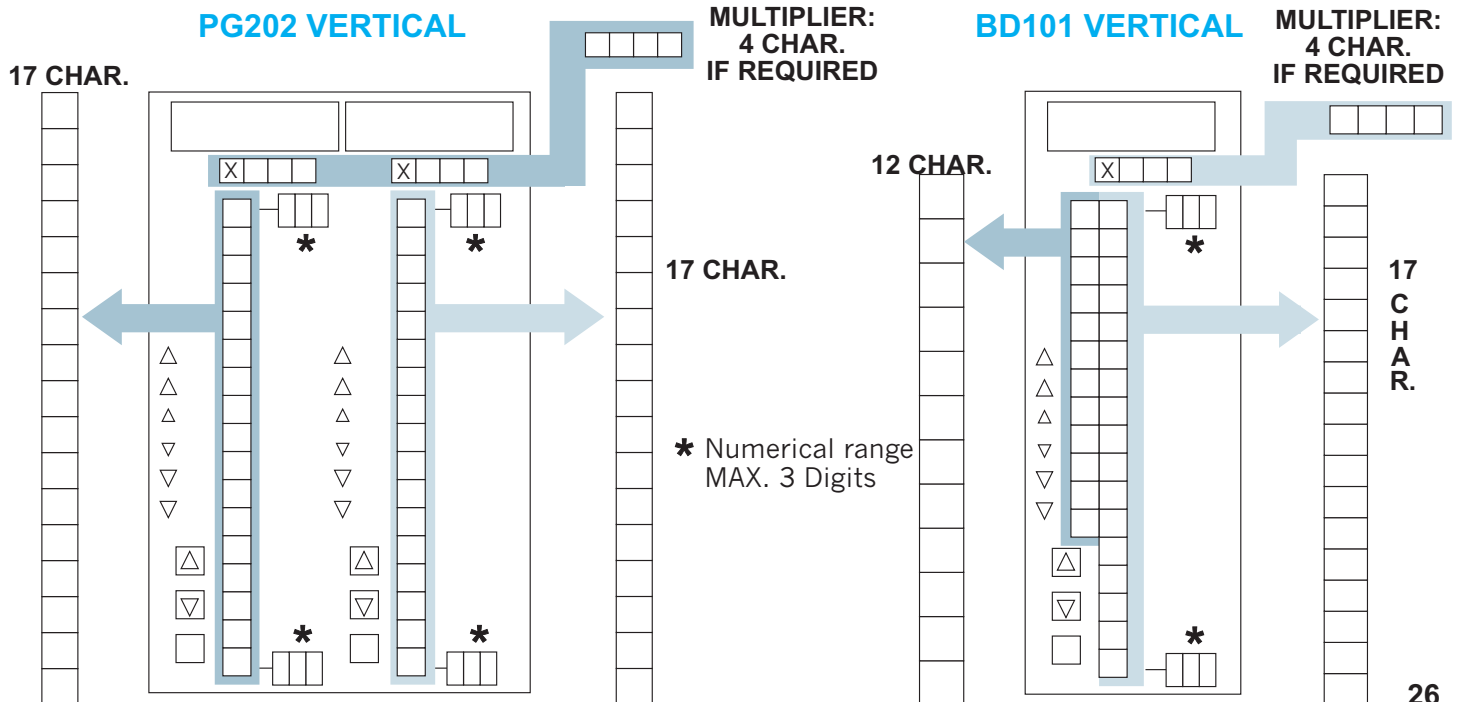 PG202 VERTICAL
MULTIPLIER:
4 CHAR.
IF REQUIRED
17 CHAR.
X
X
*
*
17 CHAR.
* Numerical range
MAX. 3 Digits
*
*
BD101 VERTICAL
MULTIPLIER:
4 CHAR.
IF REQUIRED
12 CHAR.
X
*
17
C
H
A
R.
*
26